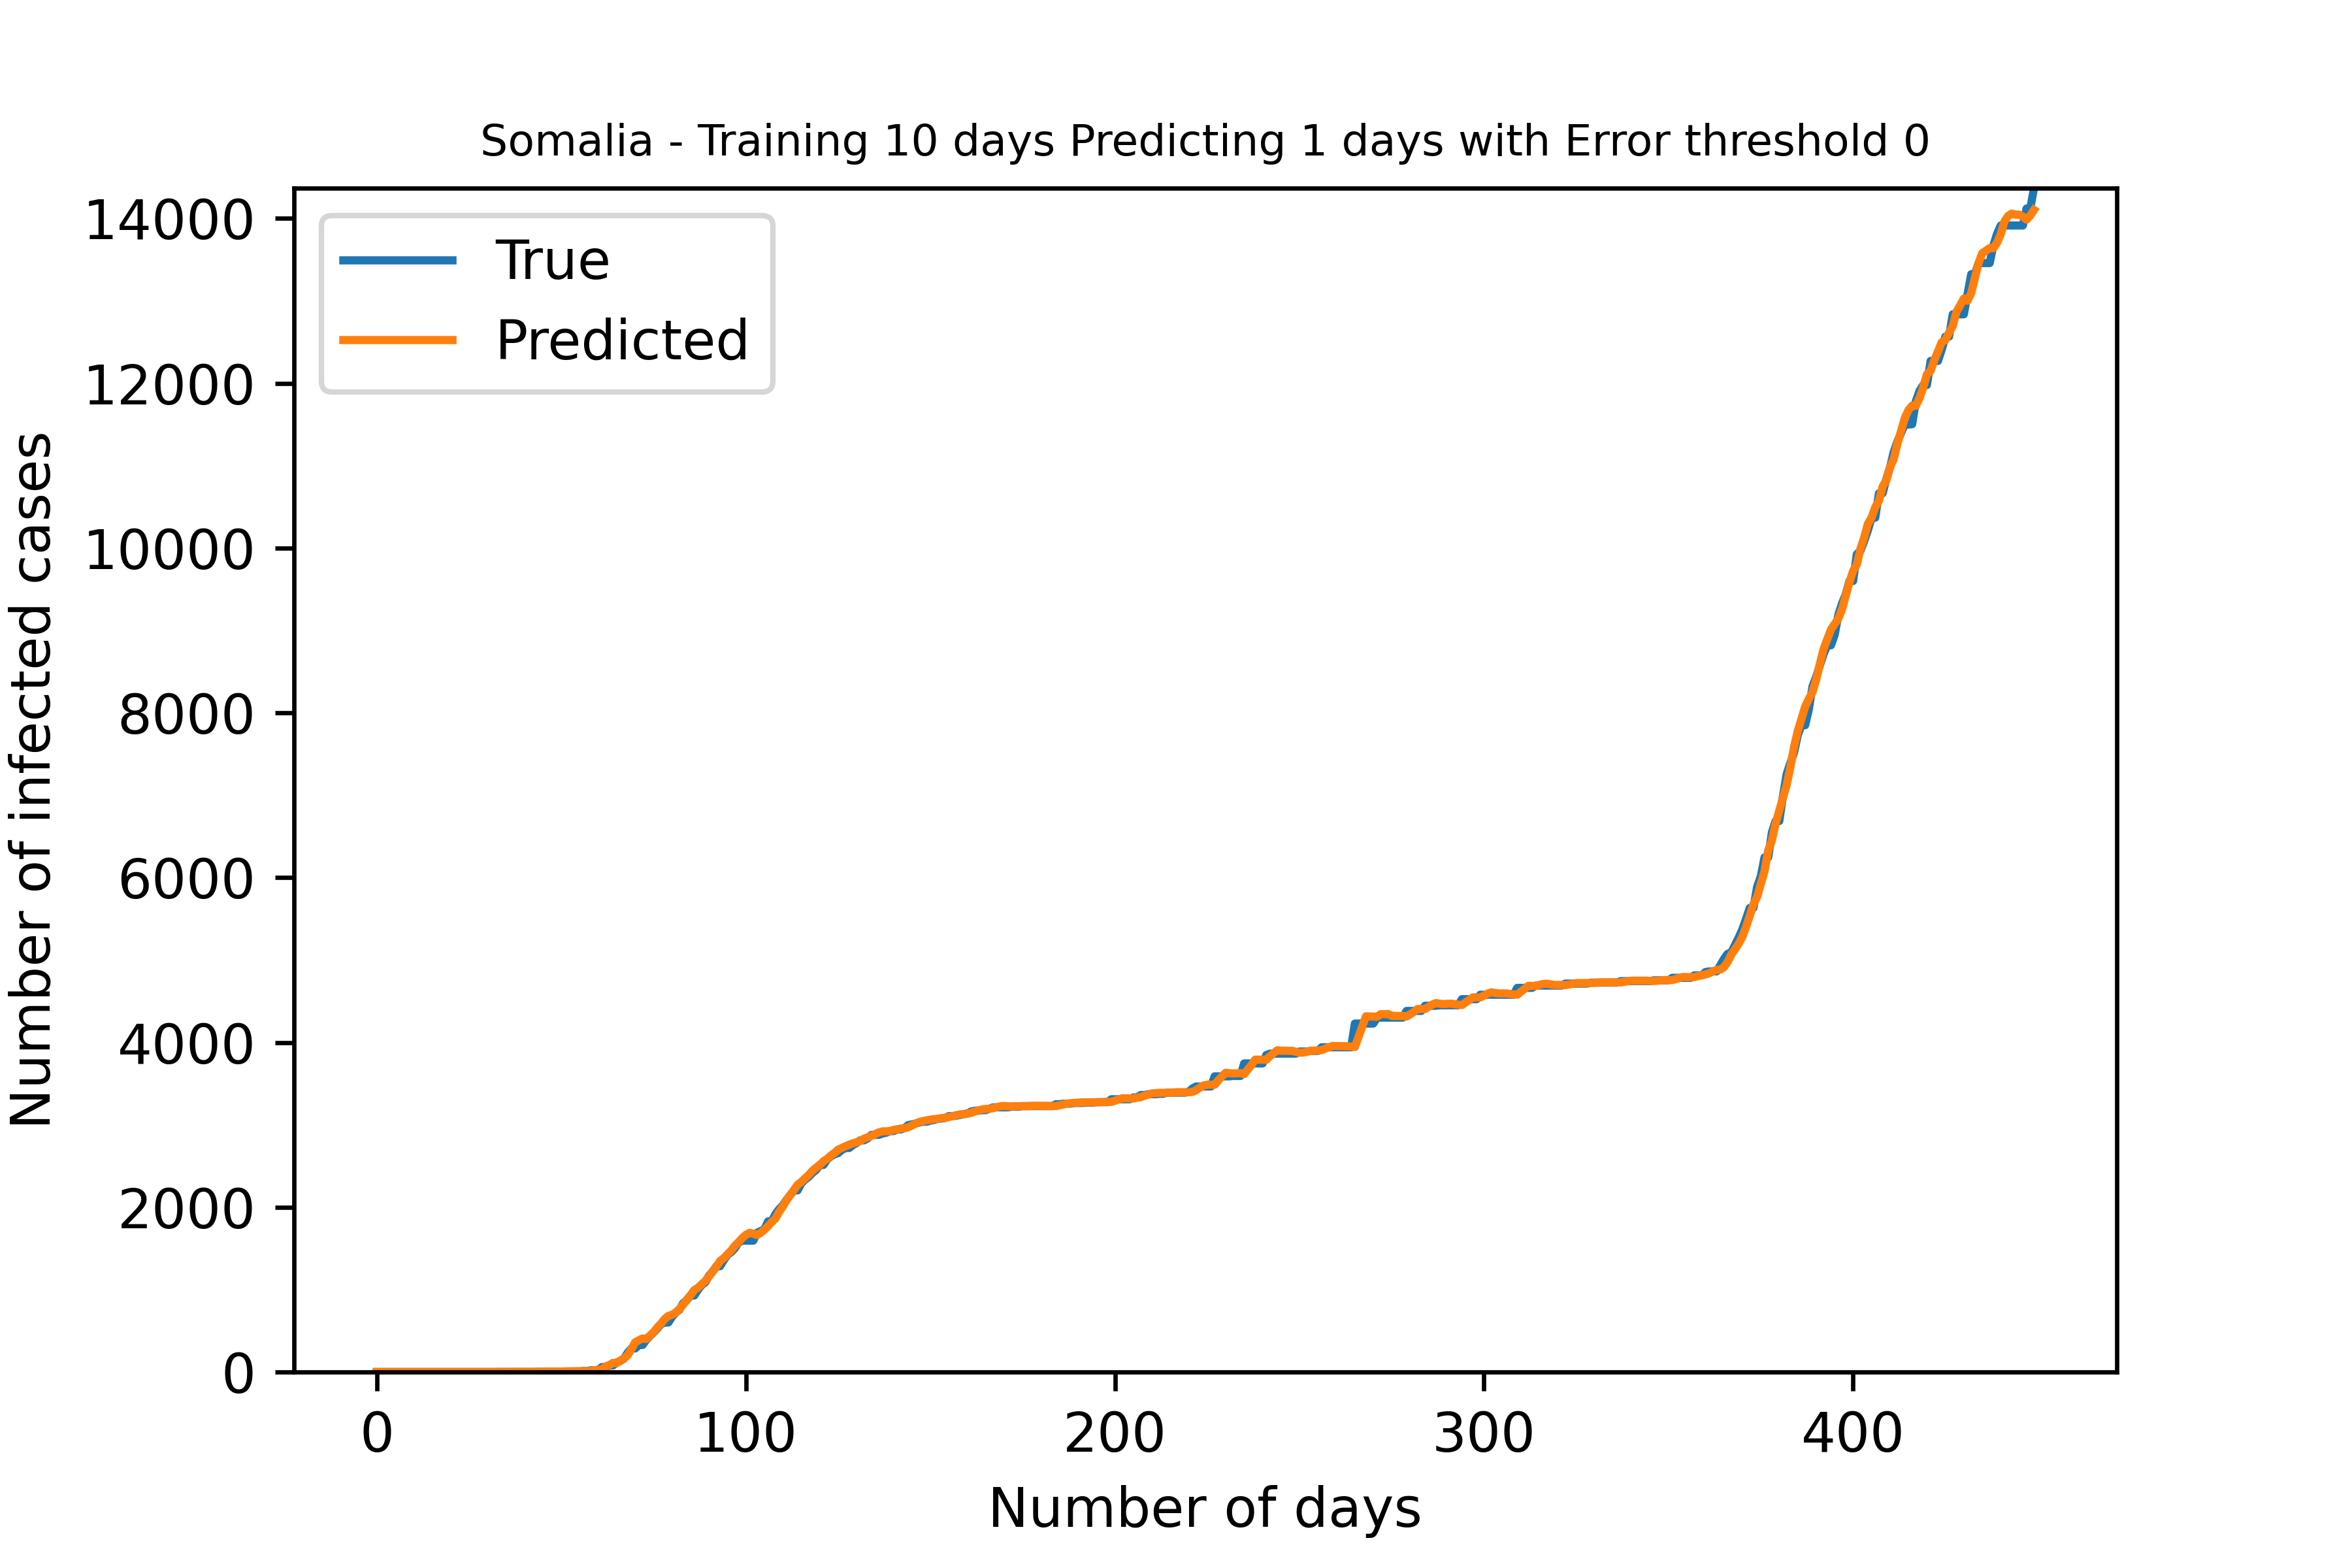 Somalia - Training 10 days Predicting 1 days with Error threshold 0
True
Predicted
Number of infected cases
14000
12000
10000
8000
6000
4000
2000
0
0 100 200 300 400
Number of days